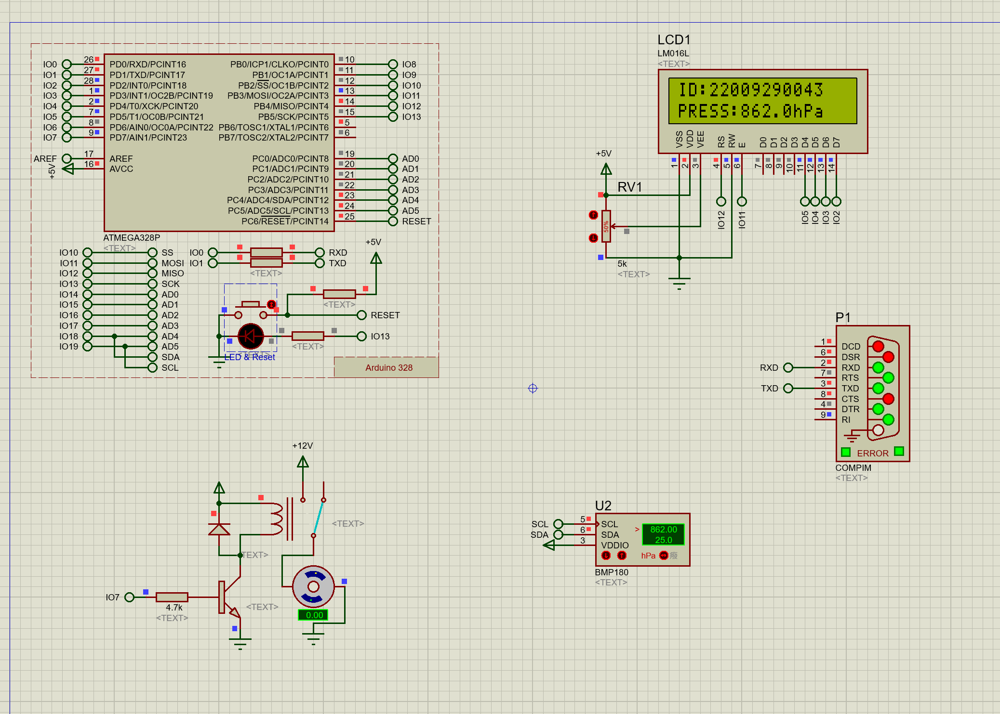 IO0
IO1
IO2
IO3
IO4
IO5
IO6
IO7
AREF
+5V
26
27
28
1
2
7
8
9
17
16
PD0/RXD/PCINT16
PD1/TXD/PCINT17
PD2/INT0/PCINT18
PD3/INT1/OC2B/PCINT19
PD4/T0/XCK/PCINT20
PD5/T1/OC0B/PCINT21
PD6/AIN0/OC0A/PCINT22
PD7/AIN1/PCINT23
AREF
AVCC
PB0/ICP1/CLKO/PCINT0
PB1/OC1A/PCINT1
PB2/SS/OC1B/PCINT2
PB3/MOSI/OC2A/PCINT3
PB4/MISO/PCINT4
PB5/SCK/PCINT5
PB6/TOSC1/XTAL1/PCINT6
PB7/TOSC2/XTAL2/PCINT7
PC0/ADC0/PCINT8
PC1/ADC1/PCINT9
PC2/ADC2/PCINT10
PC3/ADC3/PCINT11
PC4/ADC4/SDA/PCINT12
PC5/ADC5/SCL/PCINT13
PC6/RESET/PCINT14
10
11
12
13
14
15
5
6
19
20
21
22
23
24
25
IO8
IO9
IO10
IO11
IO12
IO13
AD0
AD1
AD2
AD3
AD4
AD5
RESET
ATMEGA328P
<TEXT>
IO10 SS
IO11 MOSI
IO12 MISO
IO13 SCK
IO14 AD0
IO15 AD1
IO16 AD2
IO17 AD3
IO18 AD4
IO19 AD5
SDA
SCL
IO0 RXD
IO1 TXD
<TEXT>
+5V
<TEXT>
RESET
IO13
<TEXT>
LED & Reset
Arduino 328
LCD1
LM016L
<TEXT>
ID:22009290043
PRESS:862.0hPa
VSS
VDD
VEE
RS
RW
E
D0
D1
D2
D3
D4
D5
D6
D7
1
2
3
4
5
6
7
8
9
10
11
12
13
14
IO12
IO11
IO5
IO4
IO3
IO2
+5V
RV1
50%
5k
<TEXT>
P1
1 DCD
6 DSR
RXD 2 RXD
7 RTS
TXD 3 TXD
8 CTS
4 DTR
9 RI
ERROR
COMPIM
<TEXT>
+12V
<TEXT>
TEXT>
IO7
4.7k
<TEXT>
<TEXT>
0.00
U2
SCL 5 SCL
SDA 6 SDA
3 VDDIO
> 862.00
25.0
hPa 癈
BMP180
<TEXT>